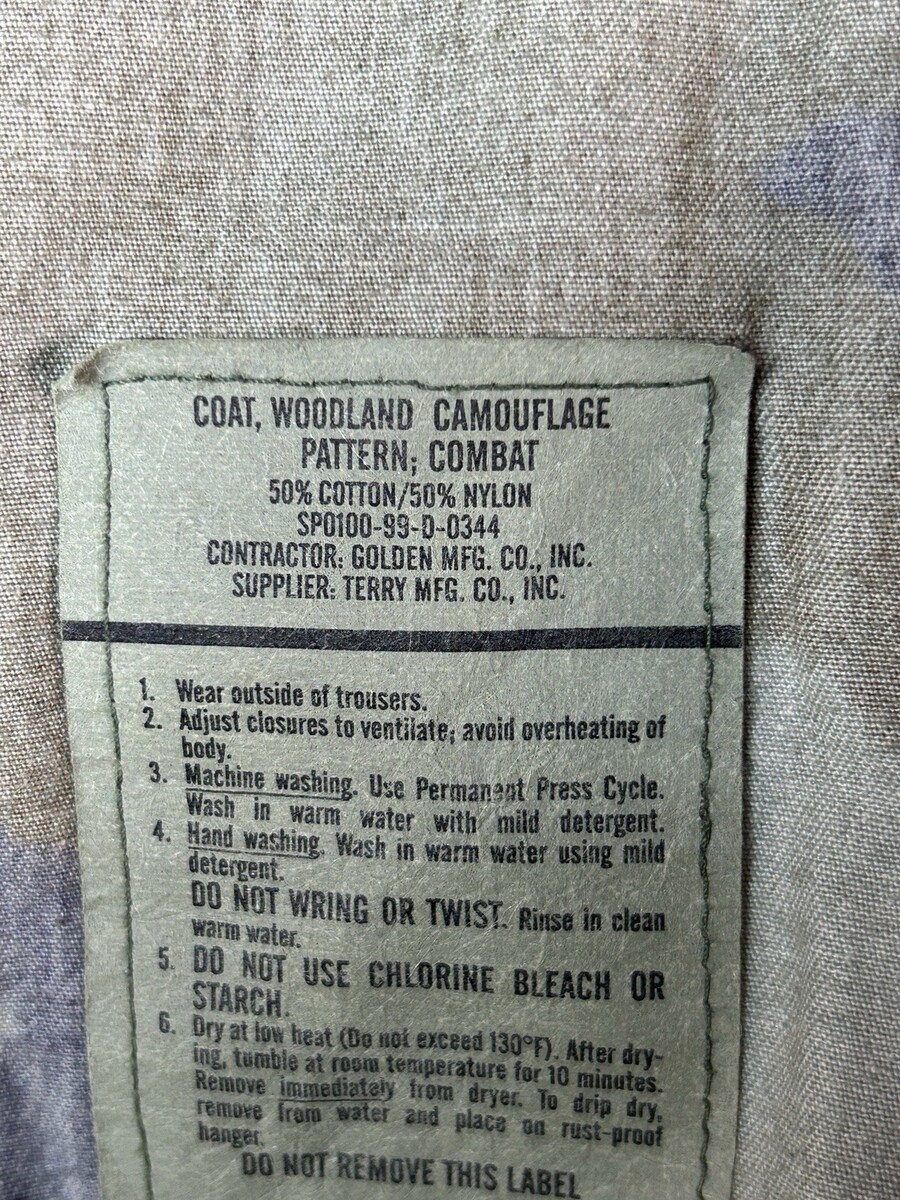 COAT, WOODLAND CAMOUFLAGE
PATTERN; COMBAT
50% COTTON/50% NYLON
SPO100-99-D-0344
CONTRACTOR: GOLDEN MFG. CO., INC.
SUPPLIER: TERRY MFG. CO., INC.
1. Wear outside of trousers.
2. Adjust closures to ventilate; avoid overheating of
body.
3. Machine washing. Use Permanent Press Cycle.
Wash in warm water with mild detergent.
4. Hand washing. Wash in warm water using mild
detergent.
DO NOT WRING OR TWIST. Rinse in clean
warm water.
5. DO NOT USE CHLORINE BLEACH OR
STARCH.
6. Dry at low heat (Do not exceed 130°F). After dry-
ing, tumble at room temperature for 10 minutes.
Remove immediately from dryer. To drip dry,
remove from water and place on rust-proof
hanger.
DO NOT REMOVE THIS LABEL